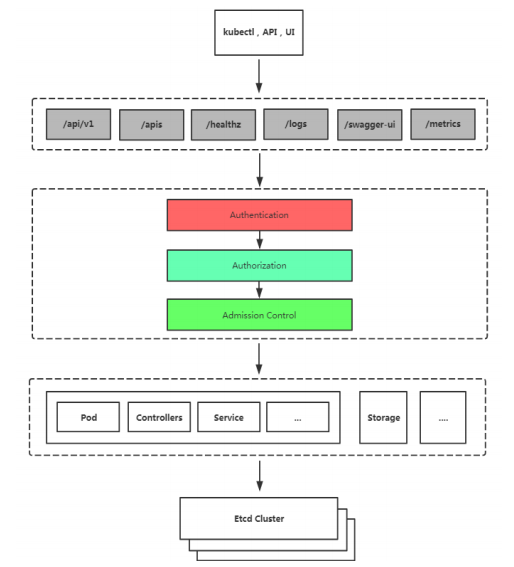 kubectl , API , UI
/api/v1 /apis /healthz /logs /swagger-ui /metrics
Authentication
Authorization
Admission Control
Pod Controllers Service ... Storage ....
Etcd Cluster